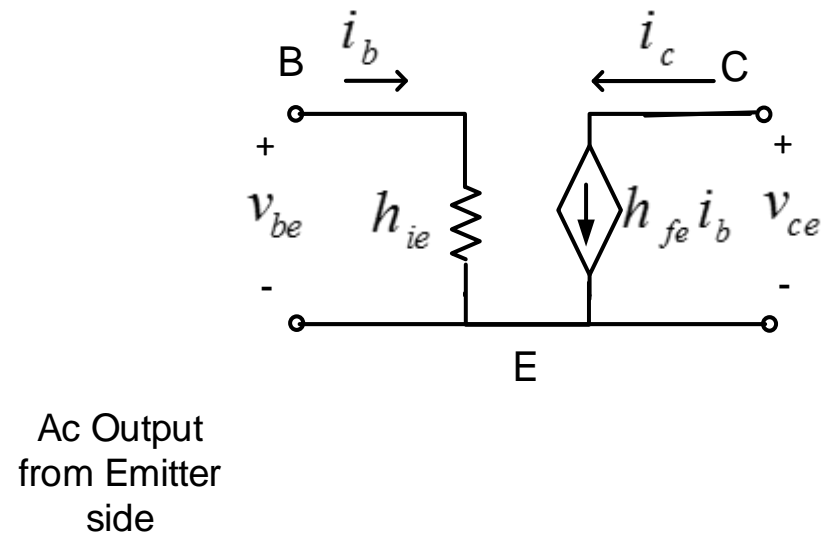 i_b i_c
B C
+ +
v_be h_ie h_fe i_b v_ce
- -
E
Ac Output
from Emitter
side